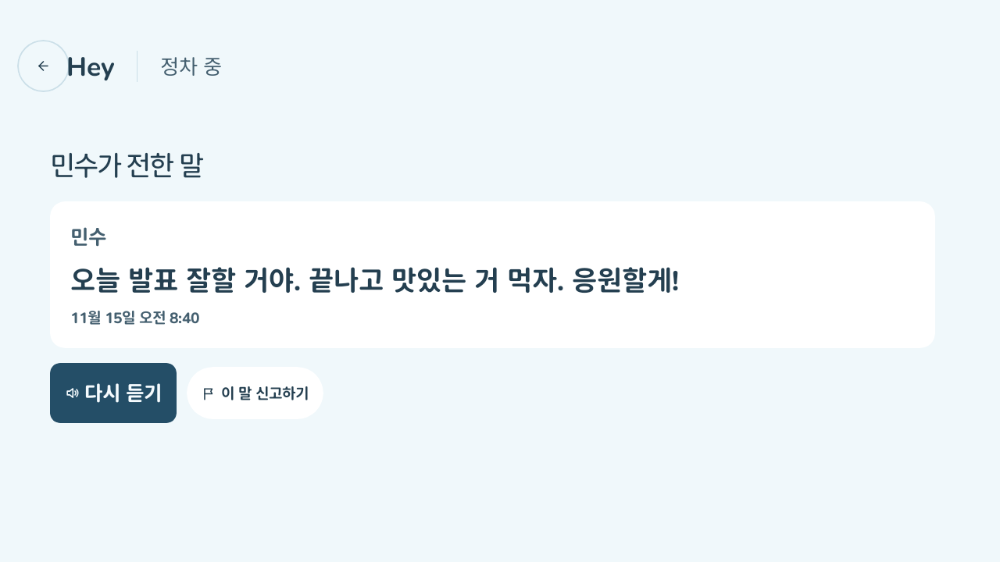 Hey
정차 중
민수가 전한 말
민수
오늘 발표 잘할 거야. 끝나고 맛있는 거 먹자. 응원할게!
11월 15일 오전 8:40
다시 듣기
이 말 신고하기